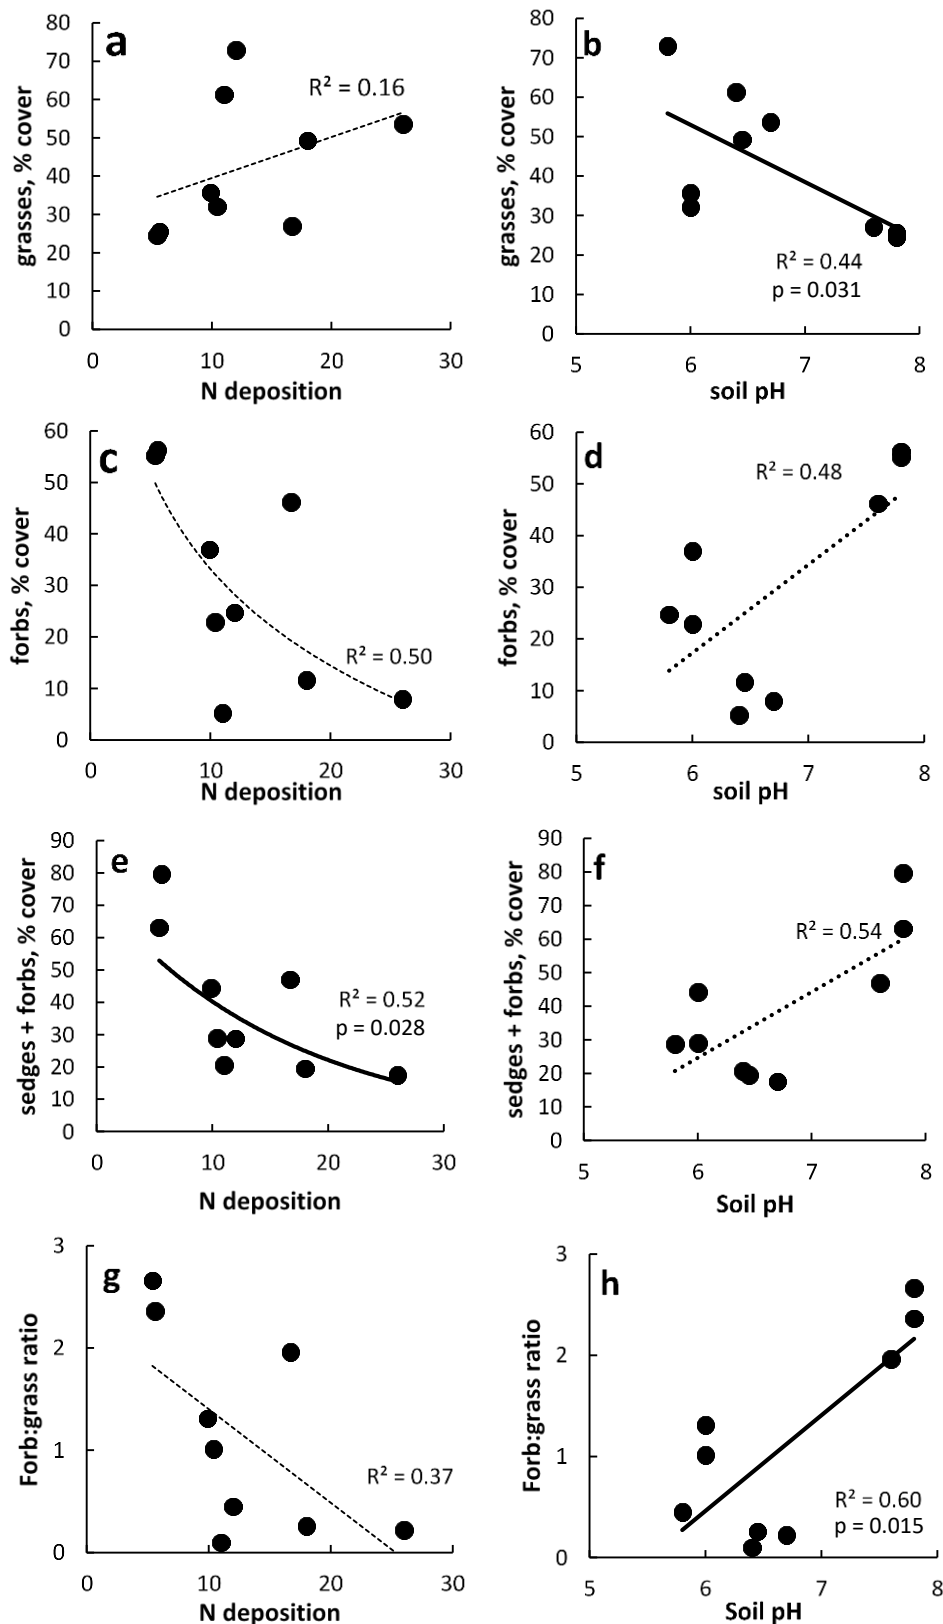 a
80
70
60
50
40
30
20
10
0
grasses, % cover
R² = 0.16
0 10 20 30
N deposition
b
80
70
60
50
40
30
20
10
0
grasses, % cover
R² = 0.44
p = 0.031
5 6 7 8
soil pH
c
60
50
40
30
20
10
0
forbs, % cover
R² = 0.50
0 10 20 30
N deposition
d
60
50
40
30
20
10
0
forbs, % cover
R² = 0.48
5 6 7 8
soil pH
e
90
80
70
60
50
40
30
20
10
0
sedges + forbs, % cover
R² = 0.52
p = 0.028
0 10 20 30
N deposition
f
90
80
70
60
50
40
30
20
10
0
sedges + forbs, % cover
R² = 0.54
5 6 7 8
Soil pH
g
3
2
1
0
Forb:grass ratio
R² = 0.37
0 10 20 30
N deposition
h
3
2
1
0
Forb:grass ratio
R² = 0.60
p = 0.015
5 6 7 8
Soil pH